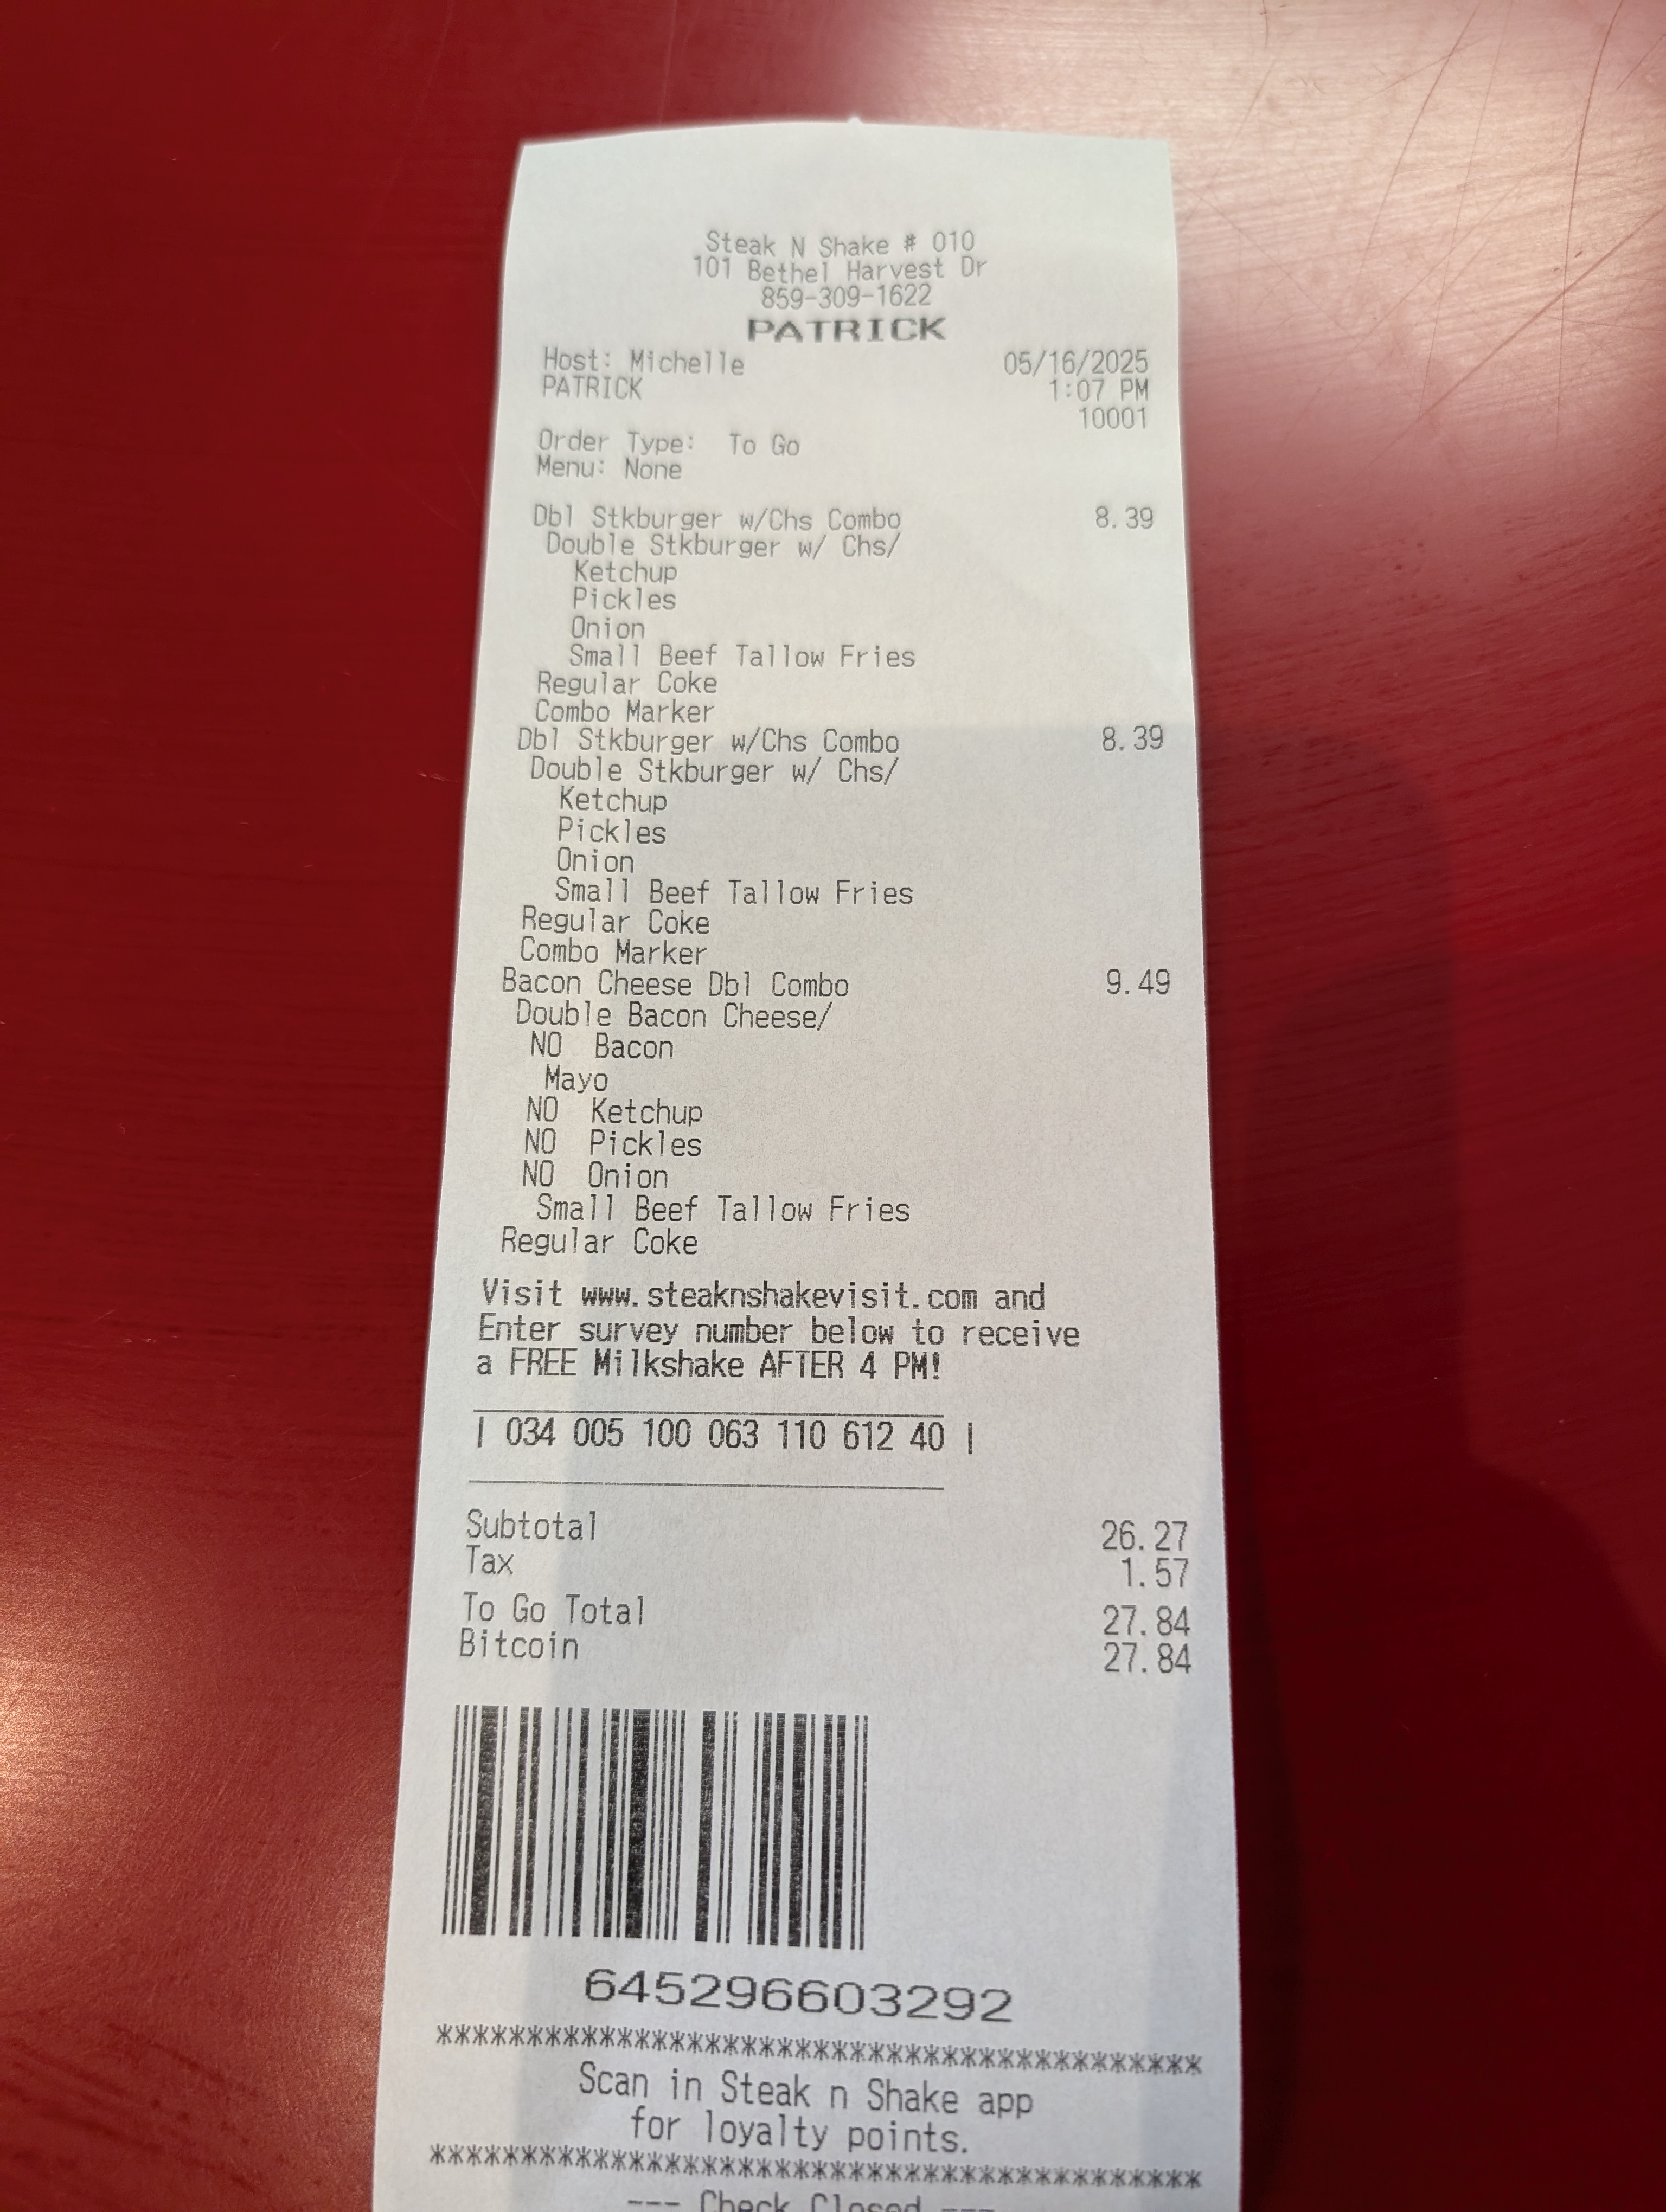 Steak N Shake # 010
101 Bethel Harvest Dr
859-309-1622
PATRICK
Host: Michelle 05/16/2025
PATRICK 1:07 PM
10001
Order Type: To Go
Menu: None
Dbl Stkburger w/Chs Combo 8.39
Double Stkburger w/ Chs/
Ketchup
Pickles
Onion
Small Beef Tallow Fries
Regular Coke
Combo Marker
Dbl Stkburger w/Chs Combo 8.39
Double Stkburger w/ Chs/
Ketchup
Pickles
Onion
Small Beef Tallow Fries
Regular Coke
Combo Marker
Bacon Cheese Dbl Combo 9.49
Double Bacon Cheese/
NO Bacon
Mayo
NO Ketchup
NO Pickles
NO Onion
Small Beef Tallow Fries
Regular Coke
Visit www.steaknshakevisit.com and
Enter survey number below to receive
a FREE Milkshake AFTER 4 PM!
| 034 005 100 063 110 612 40 |
Subtotal 26.27
Tax 1.57
To Go Total 27.84
Bitcoin 27.84
645296603292
******************************************
Scan in Steak n Shake app
for loyalty points.
******************************************
--- Check Closed ---